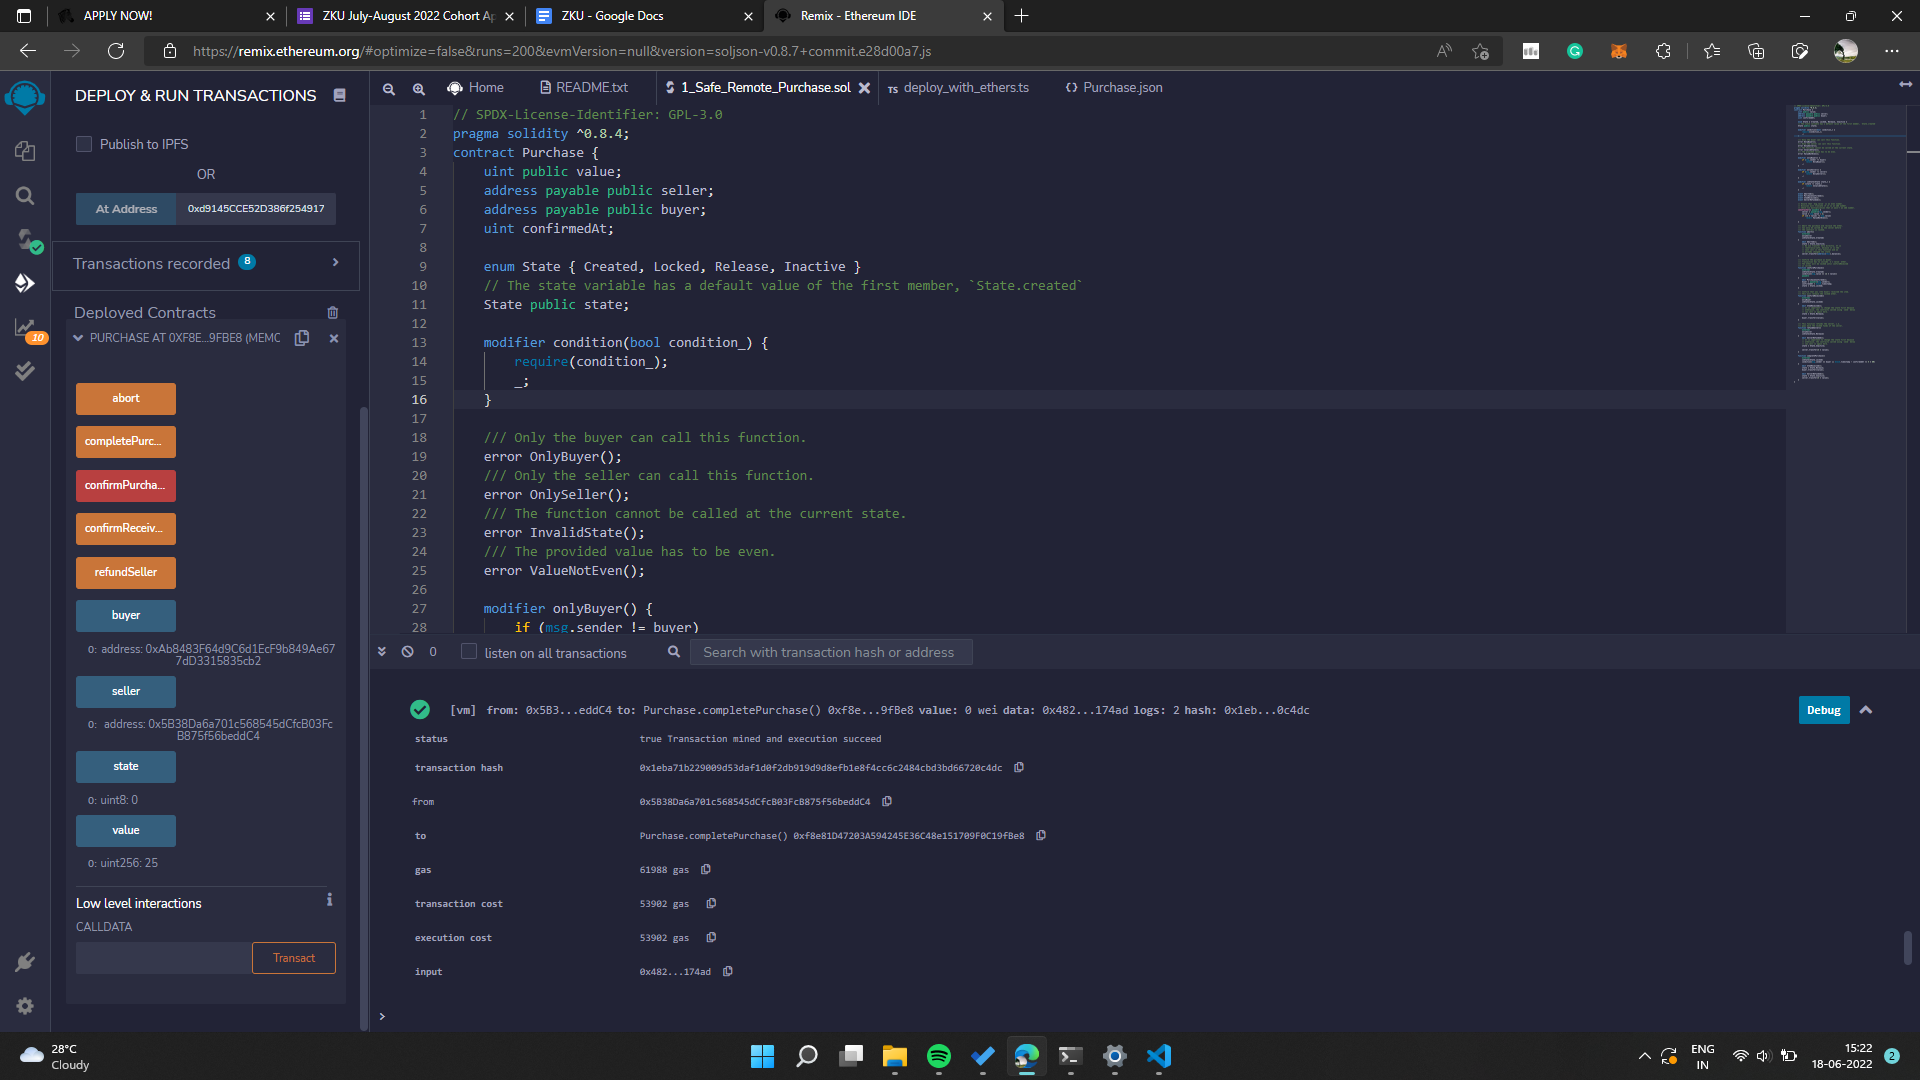 APPLY NOW!
ZKU July-August 2022 Cohort Ap
ZKU - Google Docs
Remix - Ethereum IDE
https://remix.ethereum.org/#optimize=false&runs=200&evmVersion=null&version=soljson-v0.8.7+commit.e28d00a7.js
DEPLOY & RUN TRANSACTIONS
Publish to IPFS
OR
At Address 0xd9145CCE52D386f254917
Transactions recorded 8
Deployed Contracts
PURCHASE AT 0XF8E...9FBE8 (MEMO
abort
completePurc...
confirmPurcha...
confirmReceiv...
refundSeller
buyer
0: address: 0xAb8483F64d9C6d1EcF9b849Ae67
7dD3315835cb2
seller
0: address: 0x5B38Da6a701c568545dCfcB03Fc
B875f56beddC4
state
0: uint8: 0
value
0: uint256: 25
Low level interactions
CALLDATA
Transact
10
Home
README.txt
1_Safe_Remote_Purchase.sol
TS deploy_with_ethers.ts
Purchase.json
1 // SPDX-License-Identifier: GPL-3.0
2 pragma solidity ^0.8.4;
3 contract Purchase {
4 uint public value;
5 address payable public seller;
6 address payable public buyer;
7 uint confirmedAt;
8
9 enum State { Created, Locked, Release, Inactive }
10 // The state variable has a default value of the first member, `State.created`
11 State public state;
12
13 modifier condition(bool condition_) {
14 require(condition_);
15 _;
16 }
17
18 /// Only the buyer can call this function.
19 error OnlyBuyer();
20 /// Only the seller can call this function.
21 error OnlySeller();
22 /// The function cannot be called at the current state.
23 error InvalidState();
24 /// The provided value has to be even.
25 error ValueNotEven();
26
27 modifier onlyBuyer() {
28 if (msg.sender != buyer)
0 listen on all transactions Search with transaction hash or address
[vm] from: 0x5B3...eddC4 to: Purchase.completePurchase() 0xf8e...9fBe8 value: 0 wei data: 0x482...174ad logs: 2 hash: 0x1eb...0c4dc
Debug
status true Transaction mined and execution succeed
transaction hash 0x1eba71b229009d53daf1d0f2db919d9d8efb1e8f4cc6c2484cbd3bd66720c4dc
from 0x5B38Da6a701c568545dCfcB03FcB875f56beddC4
to Purchase.completePurchase() 0xf8e81D47203A594245E36C48e151709F0C19fBe8
gas 61988 gas
transaction cost 53902 gas
execution cost 53902 gas
input 0x482...174ad
>
28°C
Cloudy
ENG
IN
15:22
18-06-2022
2